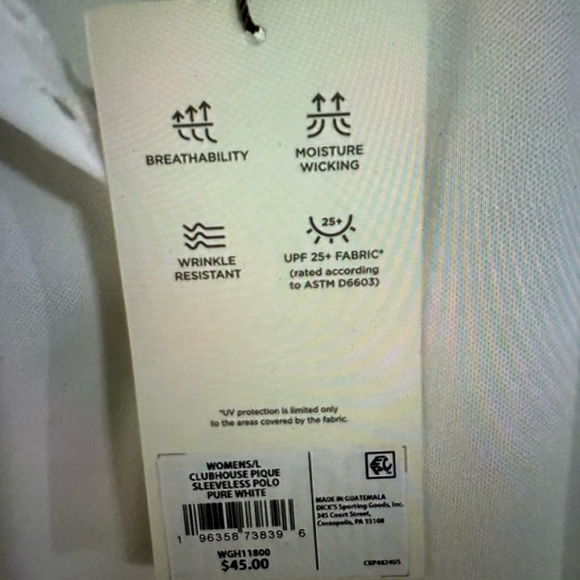 BREATHABILITY
MOISTURE
WICKING
25+
WRINKLE
RESISTANT
UPF 25+ FABRIC*
(rated according
to ASTM D6603)
*UV protection is limited only
to the areas covered by the fabric.
WOMENS/L
CLUBHOUSE PIQUE
SLEEVELESS POLO
PURE WHITE
1 96358 73839 6
WGH11800
$45.00
MADE IN GUATEMALA
DICK'S Sporting Goods, Inc.
345 Court Street,
Coraopolis, PA 15108